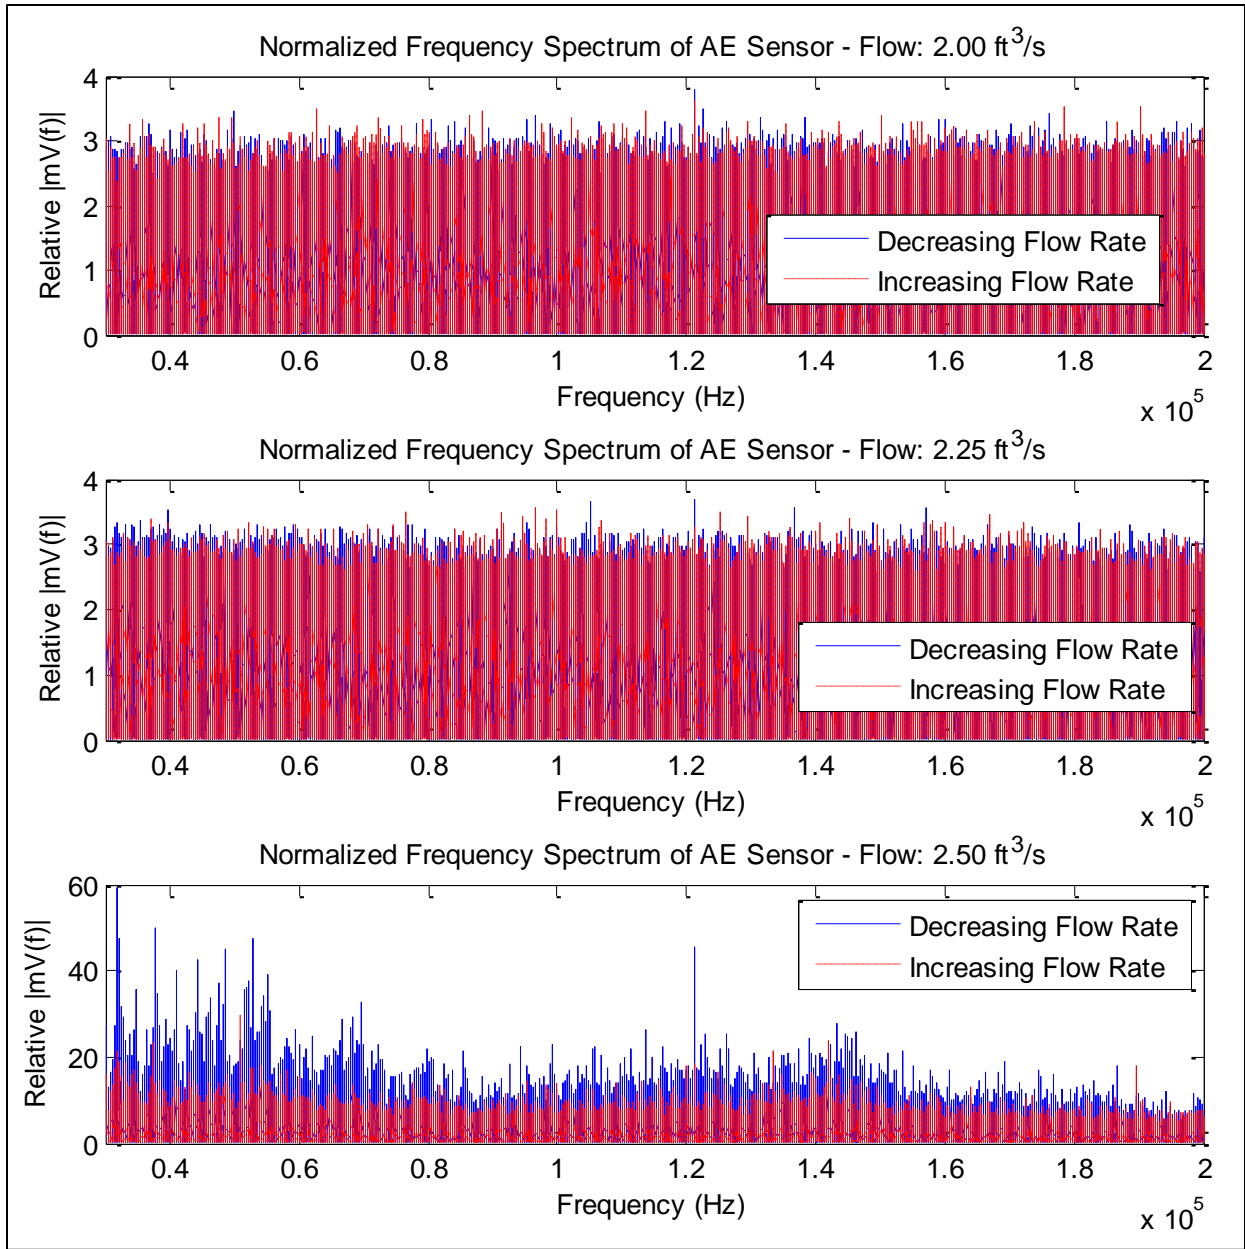 Normalized Frequency Spectrum of AE Sensor - Flow: 2.00 ft³/s
Relative |mV(f)|
4
3
2
1
0
Decreasing Flow Rate
Increasing Flow Rate
0.4 0.6 0.8 1 1.2 1.4 1.6 1.8 2
Frequency (Hz)
x 10⁵
Normalized Frequency Spectrum of AE Sensor - Flow: 2.25 ft³/s
Relative |mV(f)|
4
3
2
1
0
Decreasing Flow Rate
Increasing Flow Rate
0.4 0.6 0.8 1 1.2 1.4 1.6 1.8 2
Frequency (Hz)
x 10⁵
Normalized Frequency Spectrum of AE Sensor - Flow: 2.50 ft³/s
Relative |mV(f)|
60
40
20
0
Decreasing Flow Rate
Increasing Flow Rate
0.4 0.6 0.8 1 1.2 1.4 1.6 1.8 2
Frequency (Hz)
x 10⁵